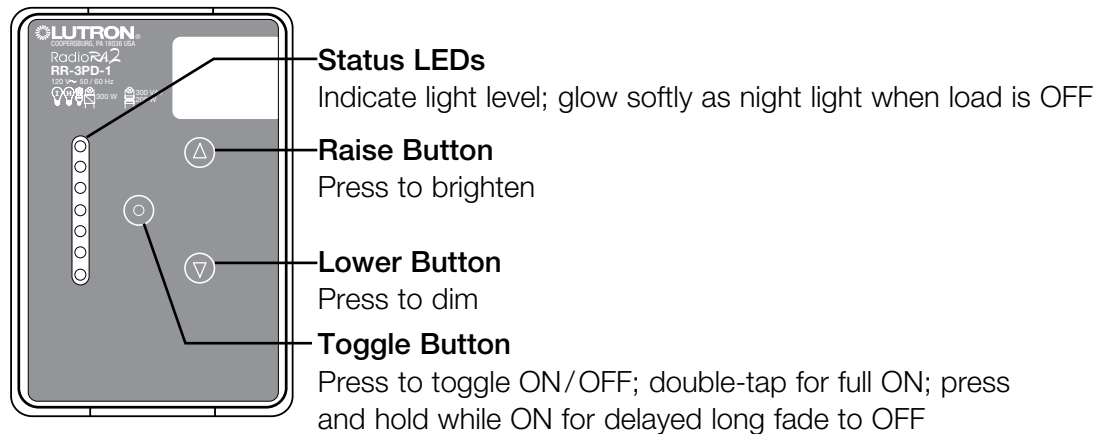 LUTRON®
COOPERSBURG, PA 18036 USA
RadioRA2
RR-3PD-1
120 V~ 50 / 60 Hz
300 W
300 V
Status LEDs
Indicate light level; glow softly as night light when load is OFF
Raise Button
Press to brighten
Lower Button
Press to dim
Toggle Button
Press to toggle ON/OFF; double-tap for full ON; press
and hold while ON for delayed long fade to OFF